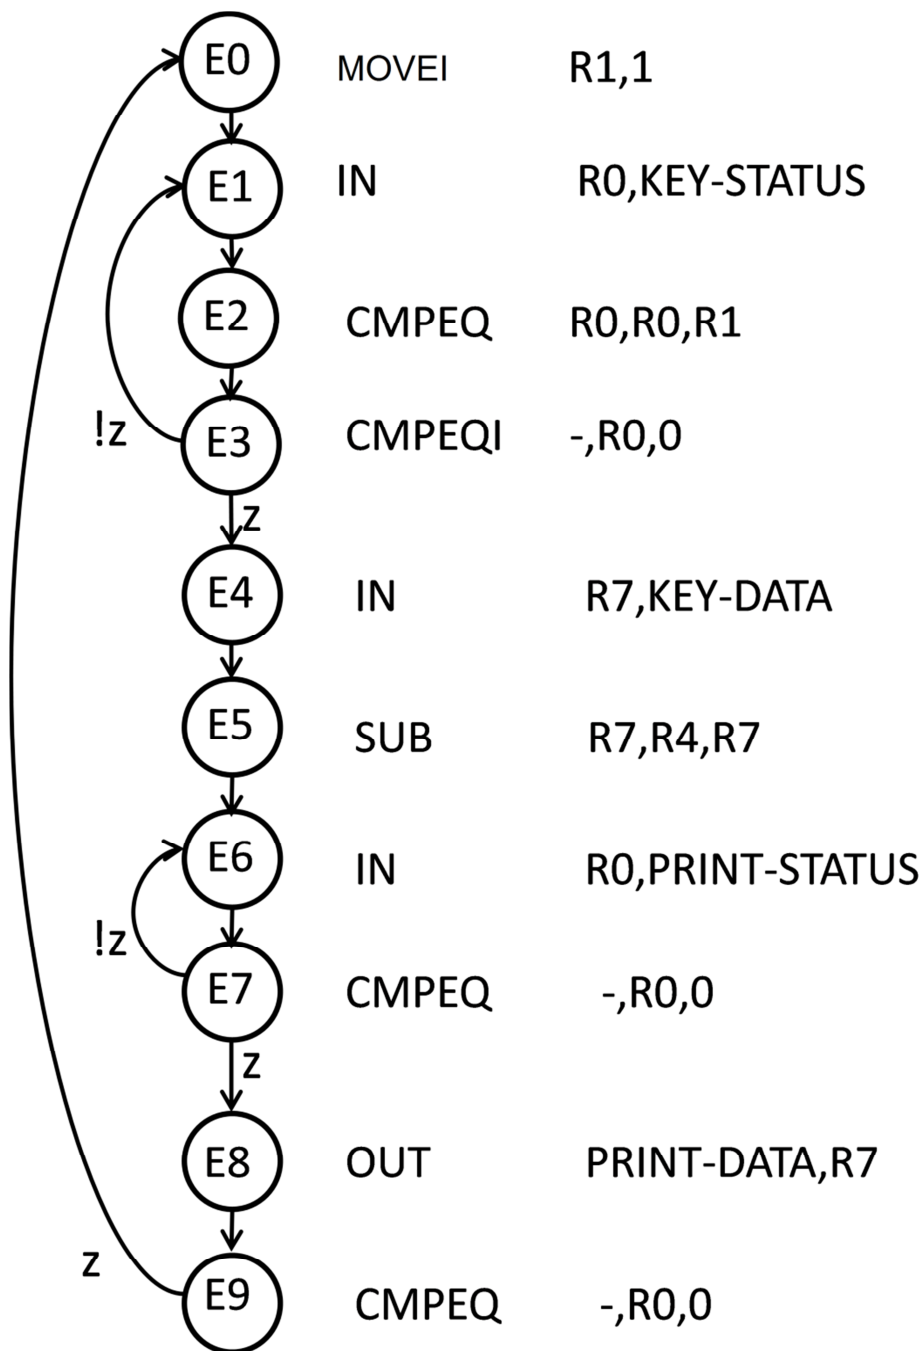 E0 MOVEI R1,1
E1 IN R0,KEY-STATUS
E2 CMPEQ R0,R0,R1
!z E3 CMPEQI -,R0,0
z
E4 IN R7,KEY-DATA
E5 SUB R7,R4,R7
E6 IN R0,PRINT-STATUS
!z
E7 CMPEQ -,R0,0
z
E8 OUT PRINT-DATA,R7
z
E9 CMPEQ -,R0,0